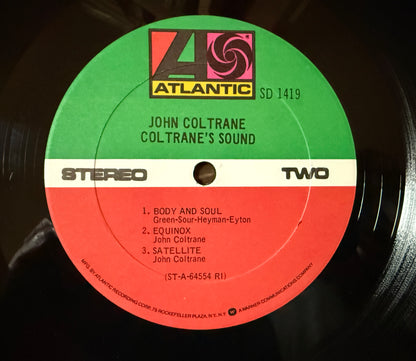 ATLANTIC
SD 1419
JOHN COLTRANE
COLTRANE'S SOUND
STEREO TWO
1. BODY AND SOUL
Green-Sour-Heyman-Eyton
2. EQUINOX
John Coltrane
3. SATELLITE
John Coltrane
(ST-A-64554 RI)
MFG. BY ATLANTIC RECORDING CORP., 75 ROCKEFELLER PLAZA, N.Y., N.Y. A WARNER COMMUNICATIONS COMPANY